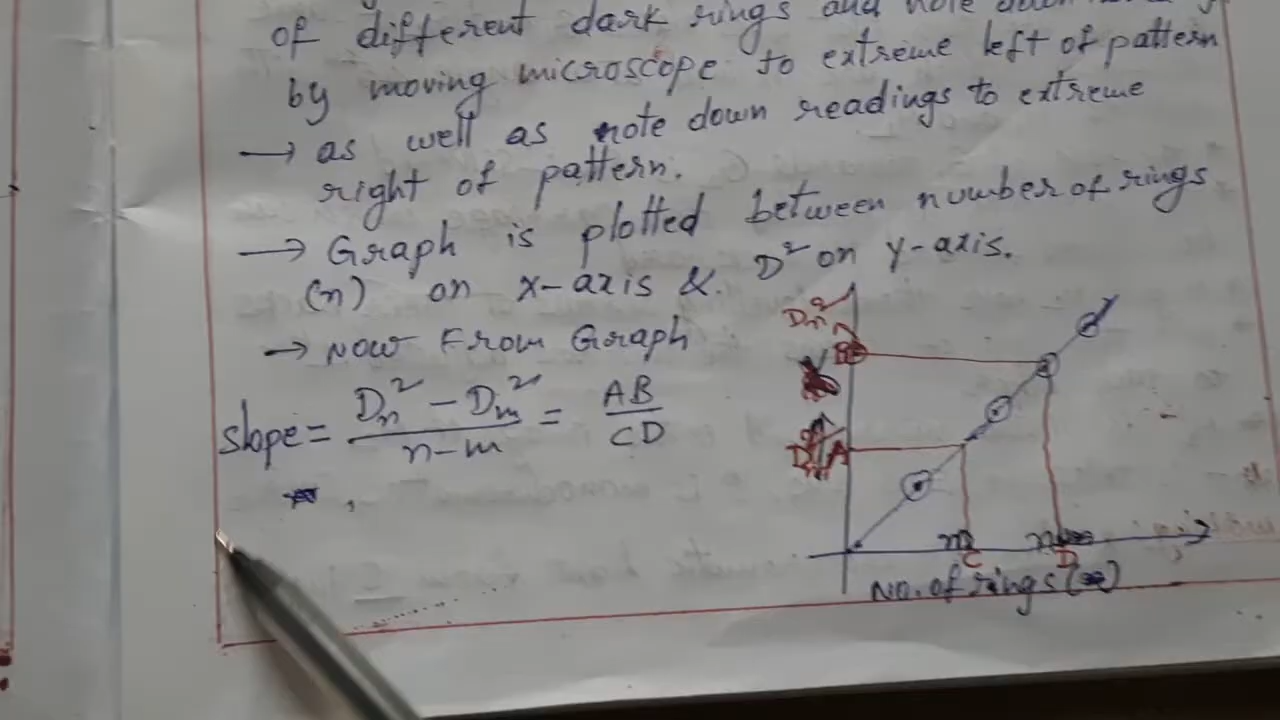 of different dark rings and note down
by moving microscope to extreme left of pattern
→ as well as note down readings to extreme
right of pattern.
→ Graph is plotted between number of rings
(n) on x-axis & D² on y-axis.
→ Now From Graph
slope = (Dn² - Dm²) / (n-m) = AB / CD
Dn²
B
A
m
n
C
D
No. of rings